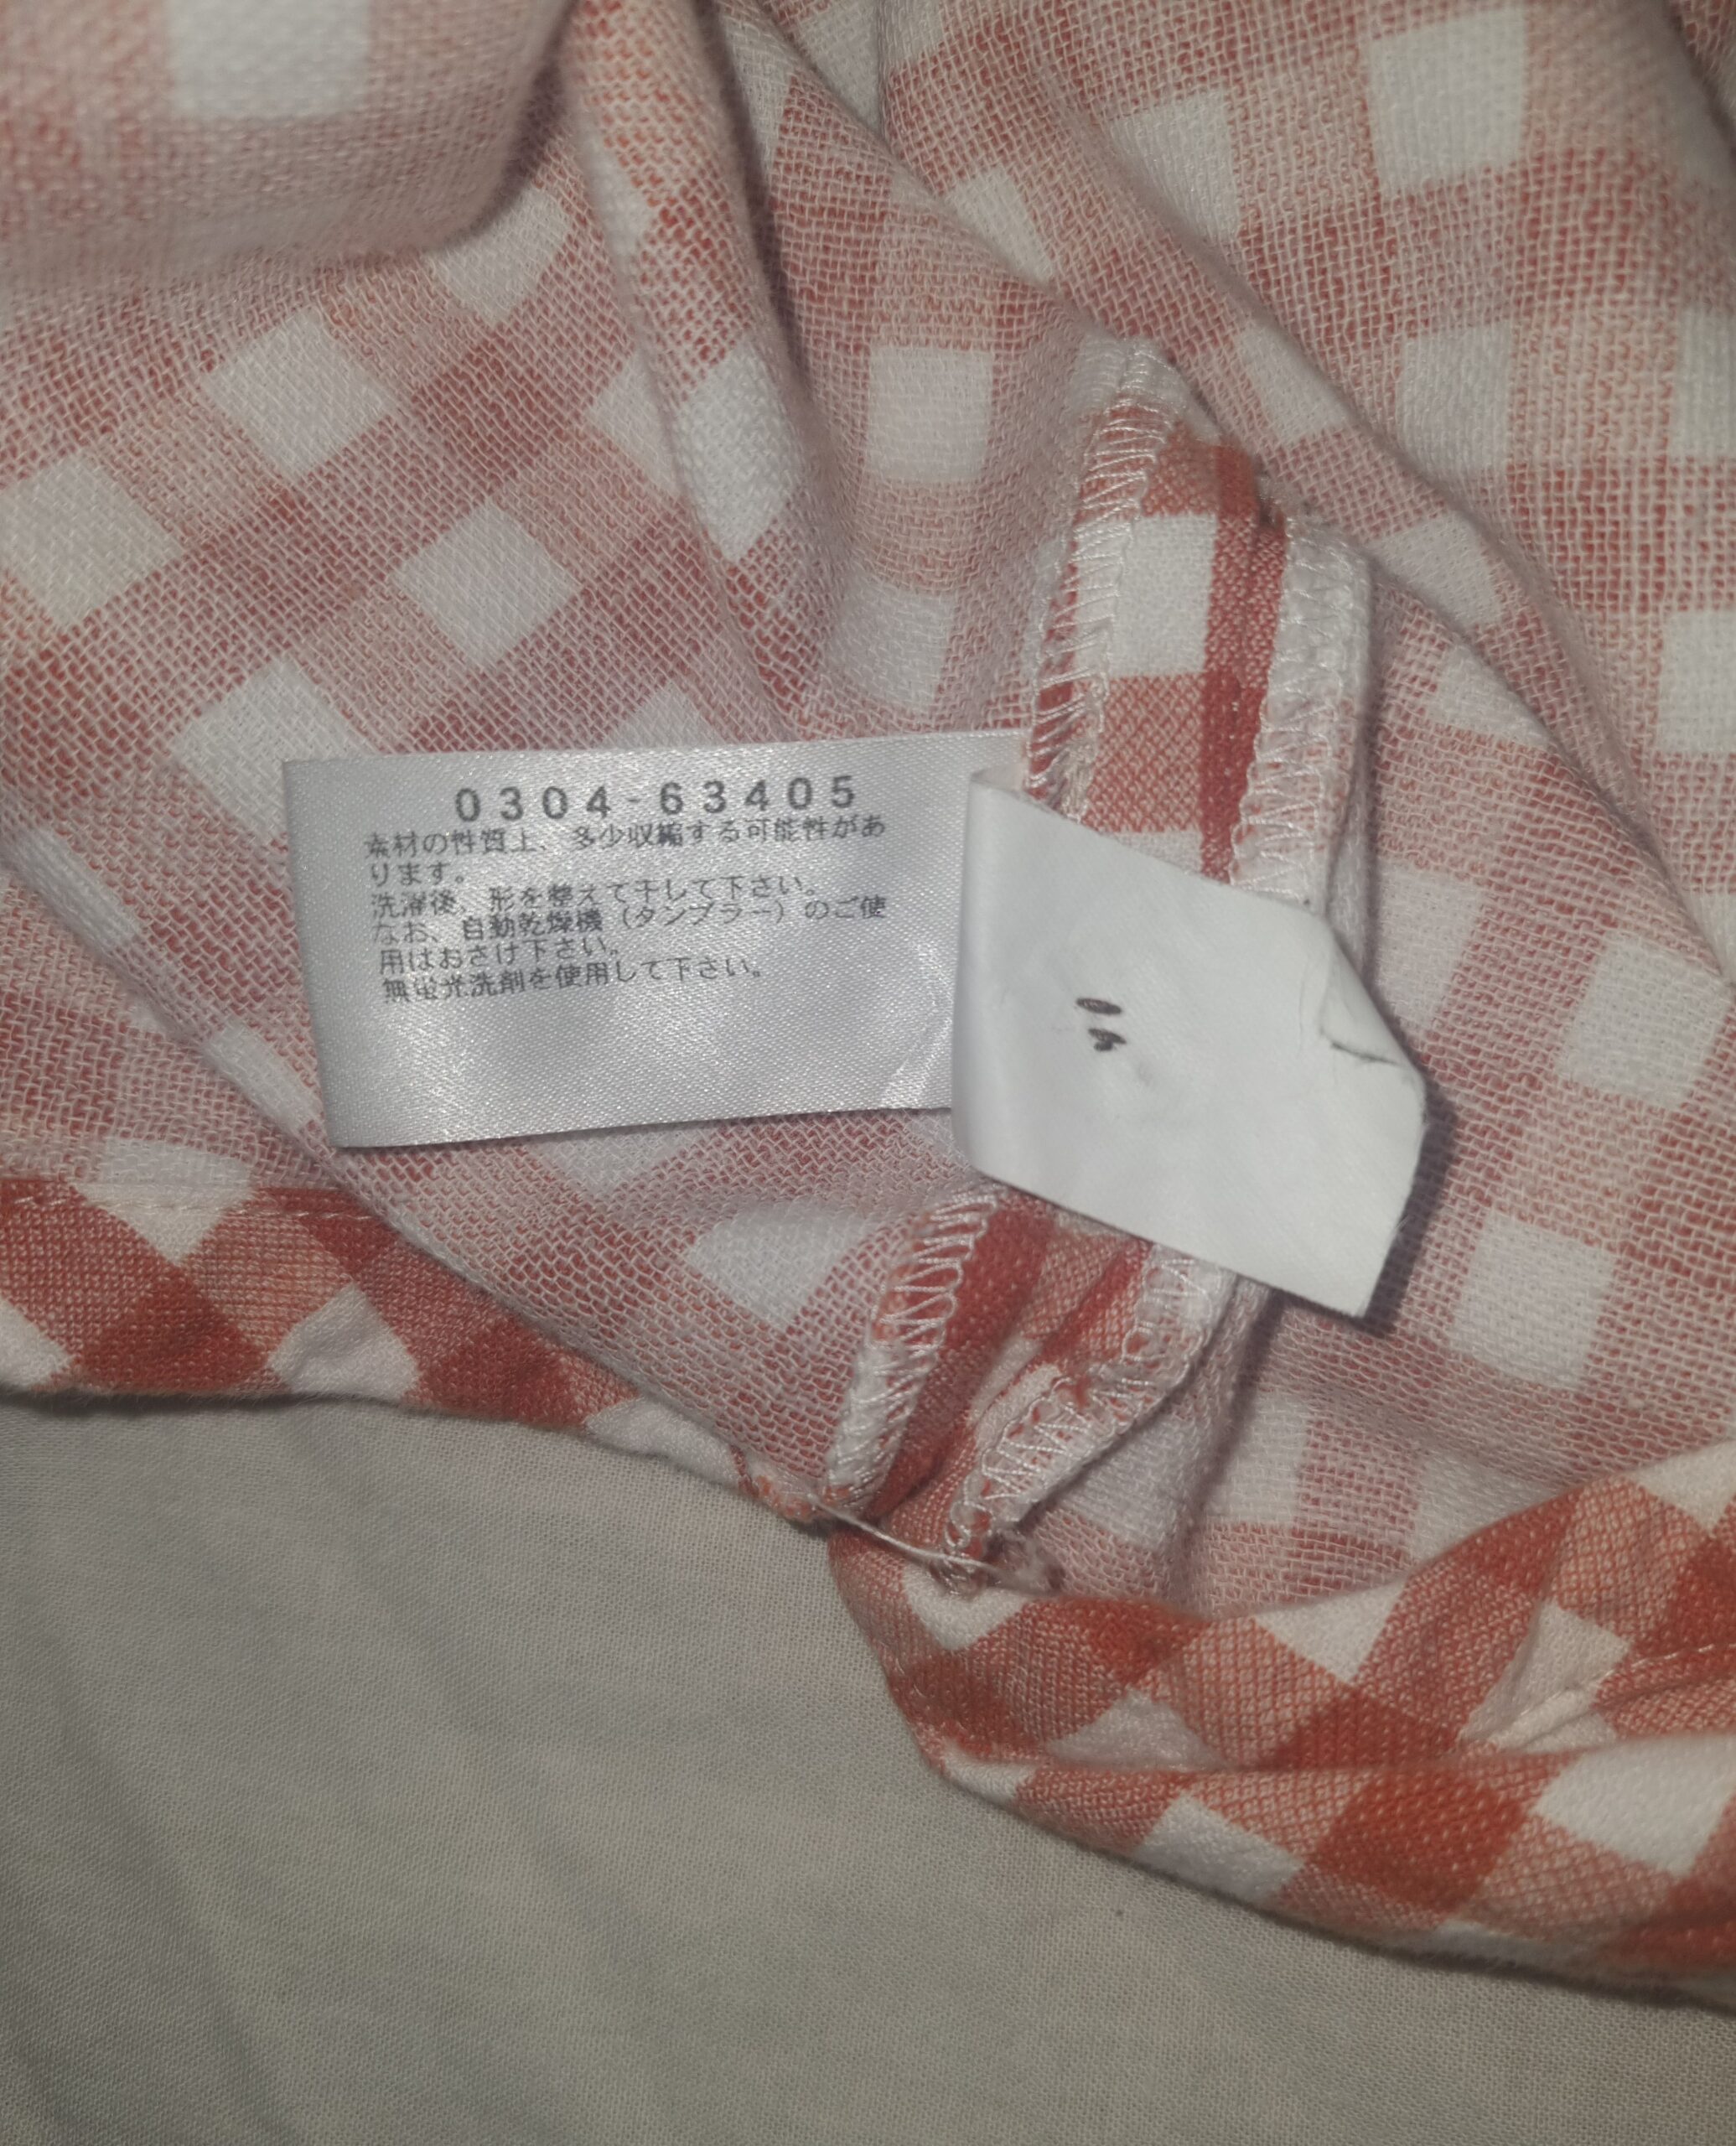 0304-63405
素材の性質上、多少収縮する可能性があ
ります。
洗濯後、形を整えて干して下さい。
なお、自動乾燥機（タンブラー）のご使
用はおさけ下さい。
無蛍光洗剤を使用して下さい。